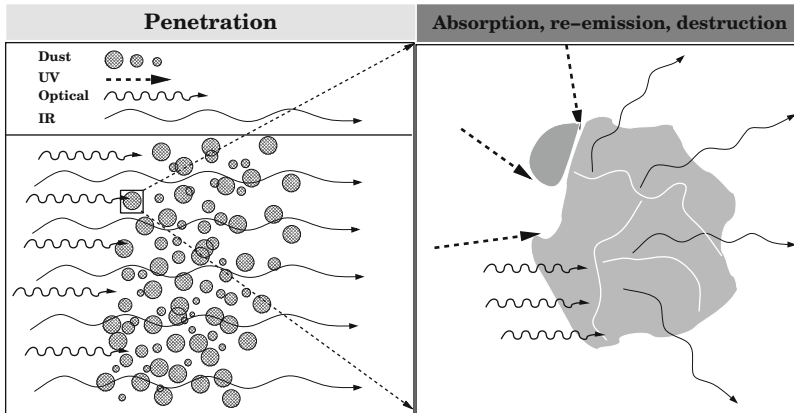 Penetration
Absorption, re-emission, destruction
Dust
UV
Optical
IR